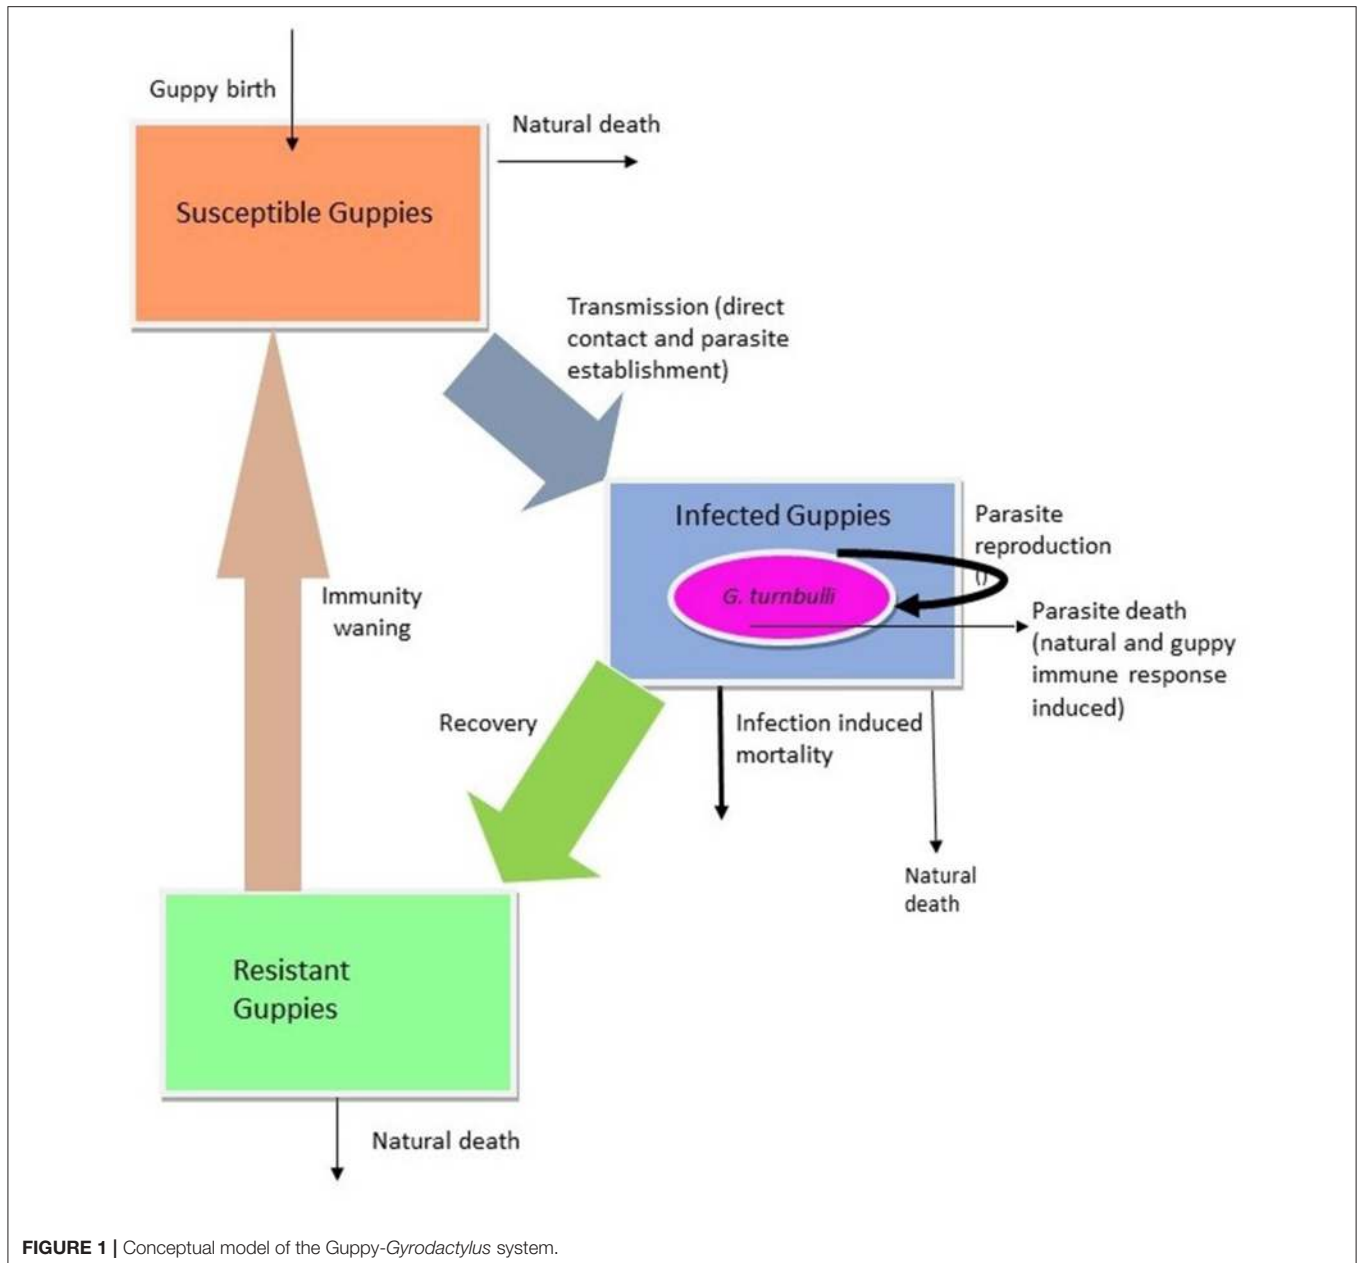 Guppy birth
Natural death
Susceptible Guppies
Transmission (direct
contact and parasite
establishment)
Infected Guppies
Parasite
reproduction
()
G. turnbulli
Parasite death
(natural and guppy
immune response
induced)
Immunity
waning
Recovery
Infection induced
mortality
Natural
death
Resistant
Guppies
Natural death
FIGURE 1 | Conceptual model of the Guppy-Gyrodactylus system.